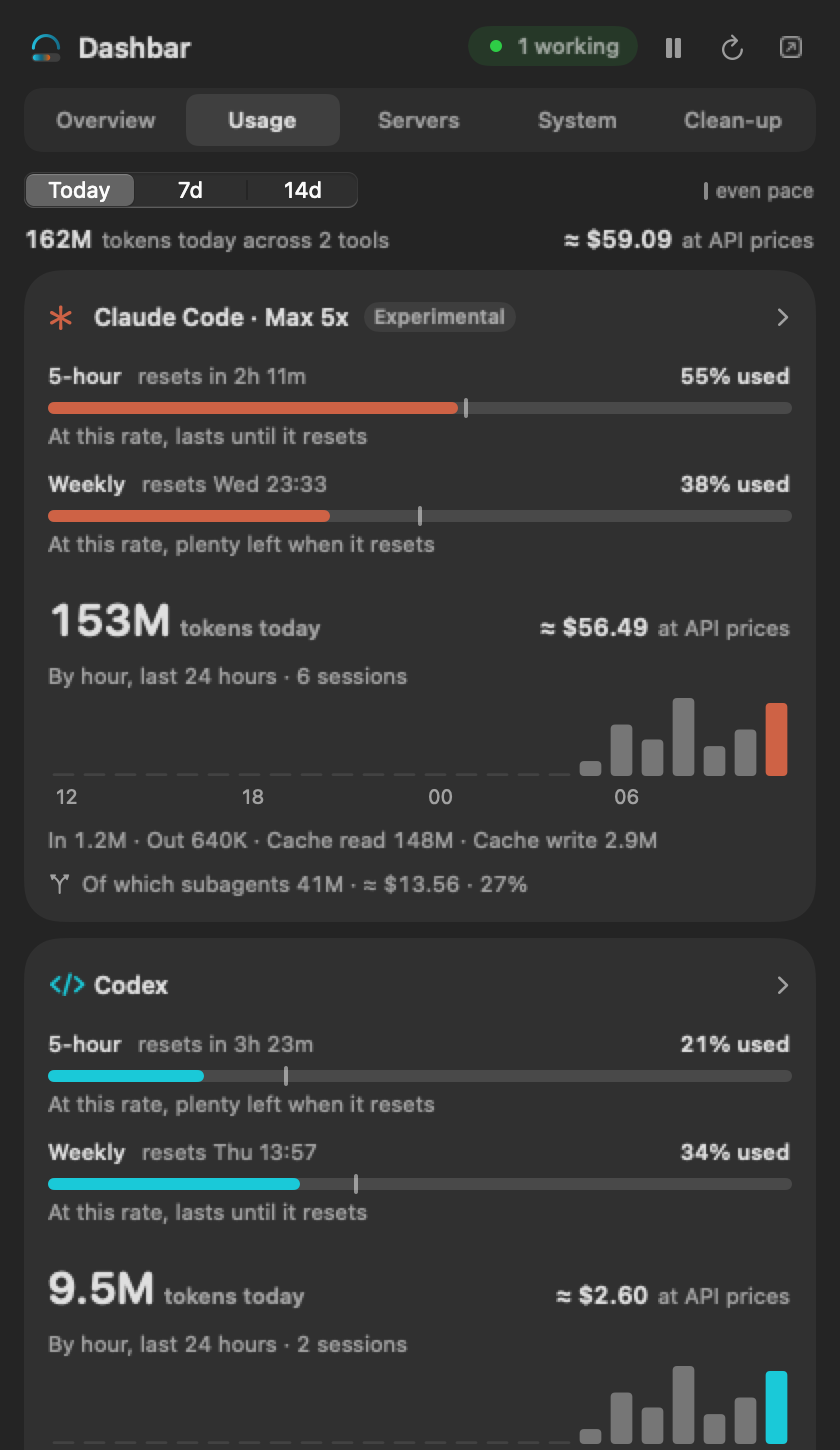 Dashbar
1 working
Overview Usage Servers System Clean-up
Today 7d 14d
even pace
162M tokens today across 2 tools ≈ $59.09 at API prices
Claude Code · Max 5x Experimental
5-hour resets in 2h 11m 55% used
At this rate, lasts until it resets
Weekly resets Wed 23:33 38% used
At this rate, plenty left when it resets
153M tokens today ≈ $56.49 at API prices
By hour, last 24 hours · 6 sessions
12 18 00 06
In 1.2M · Out 640K · Cache read 148M · Cache write 2.9M
Of which subagents 41M · ≈ $13.56 · 27%
</> Codex
5-hour resets in 3h 23m 21% used
At this rate, plenty left when it resets
Weekly resets Thu 13:57 34% used
At this rate, lasts until it resets
9.5M tokens today ≈ $2.60 at API prices
By hour, last 24 hours · 2 sessions